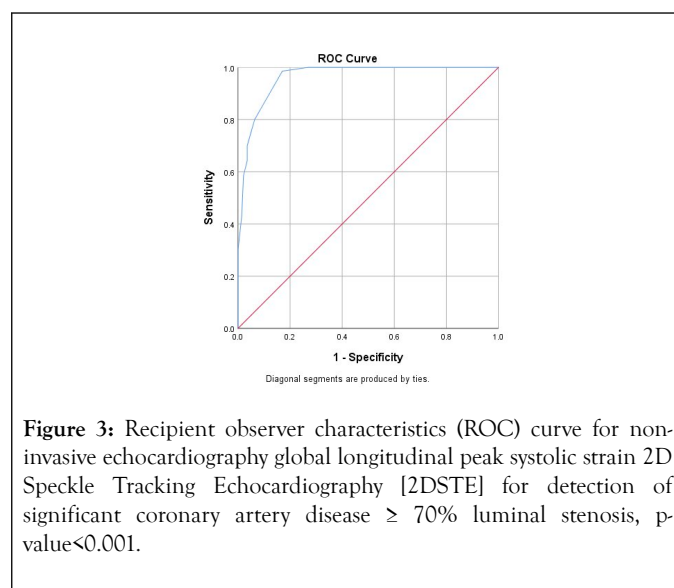 ROC Curve
1.0
0.8
0.6
0.4
0.2
0.0
Sensitivity
0.0 0.2 0.4 0.6 0.8 1.0
1 - Specificity
Diagonal segments are produced by ties.
Figure 3: Recipient observer characteristics (ROC) curve for non-
invasive echocardiography global longitudinal peak systolic strain 2D
Speckle Tracking Echocardiography [2DSTE] for detection of
significant coronary artery disease ≥ 70% luminal stenosis, p-
value<0.001.